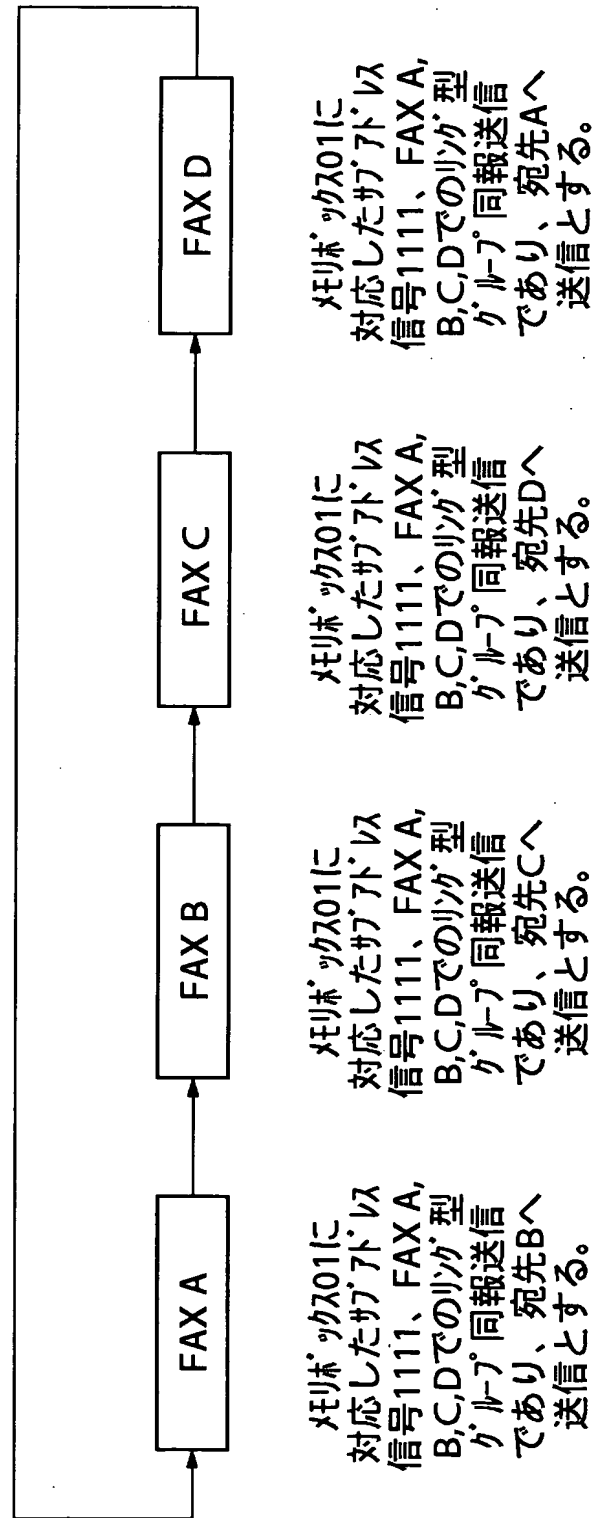 FAX A
FAX B
FAX C
FAX D
ﾒﾓﾘﾎﾞｯｸｽ01に
対応したｻﾌﾞｱﾄﾞﾚｽ
信号1111、FAX A,
B,C,Dでのﾘﾝｸﾞ型
ｸﾞﾙｰﾌﾟ同報送信
であり、宛先Bへ
送信とする。
ﾒﾓﾘﾎﾞｯｸｽ01に
対応したｻﾌﾞｱﾄﾞﾚｽ
信号1111、FAX A,
B,C,Dでのﾘﾝｸﾞ型
ｸﾞﾙｰﾌﾟ同報送信
であり、宛先Cへ
送信とする。
ﾒﾓﾘﾎﾞｯｸｽ01に
対応したｻﾌﾞｱﾄﾞﾚｽ
信号1111、FAX A,
B,C,Dでのﾘﾝｸﾞ型
ｸﾞﾙｰﾌﾟ同報送信
であり、宛先Dへ
送信とする。
ﾒﾓﾘﾎﾞｯｸｽ01に
対応したｻﾌﾞｱﾄﾞﾚｽ
信号1111、FAX A,
B,C,Dでのﾘﾝｸﾞ型
ｸﾞﾙｰﾌﾟ同報送信
であり、宛先Aへ
送信とする。